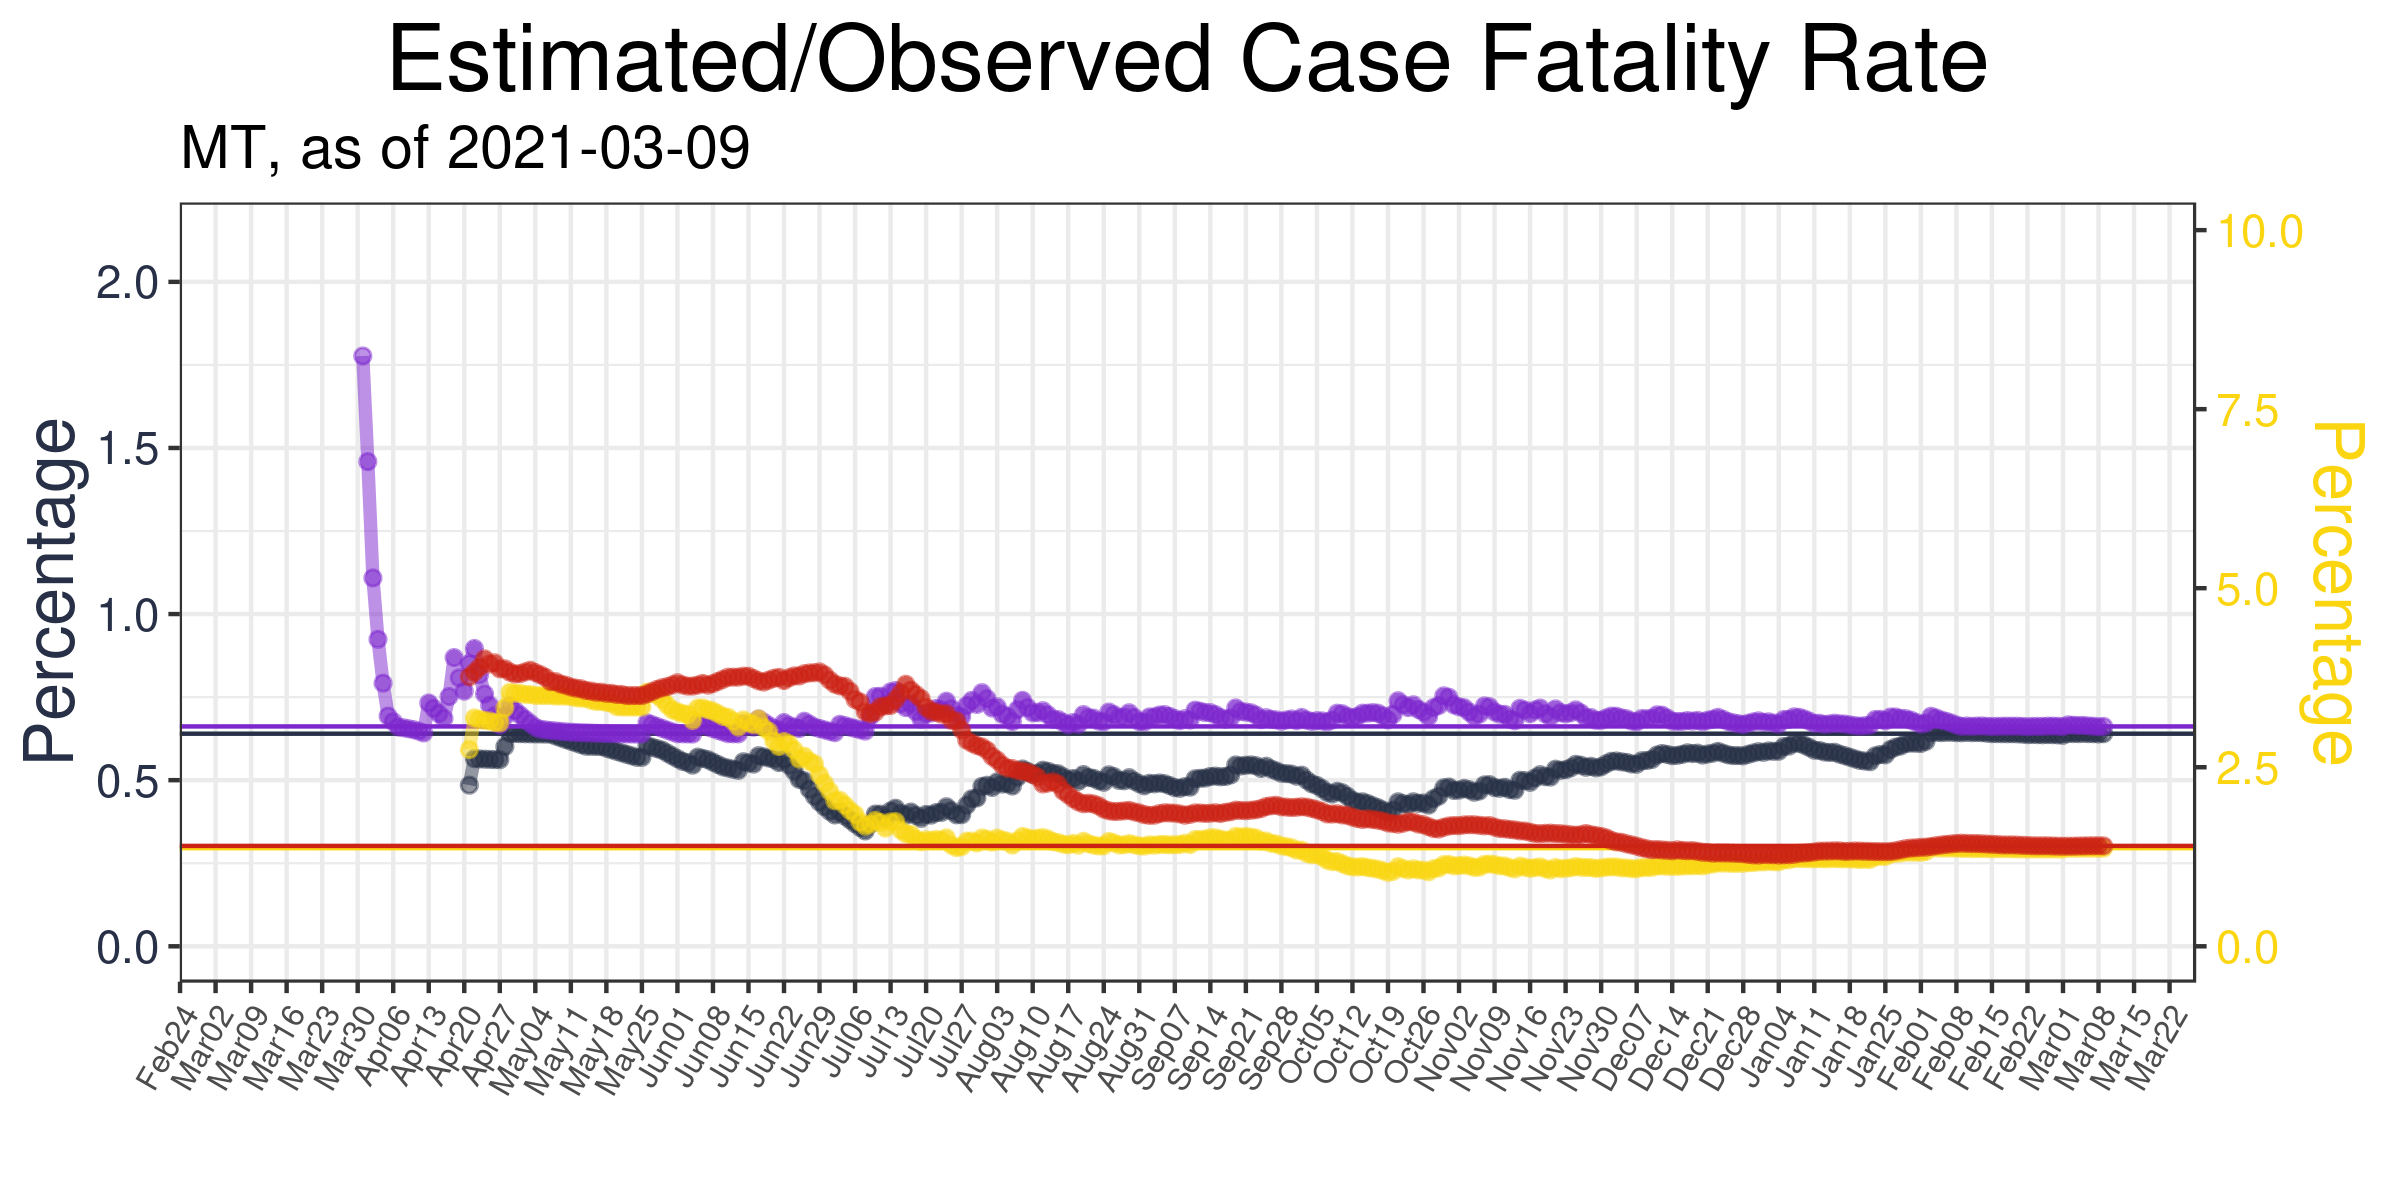 Estimated/Observed Case Fatality Rate
MT, as of 2021-03-09
Percentage
2.0
1.5
1.0
0.5
0.0
10.0
7.5
5.0
2.5
0.0
Percentage
Feb24
Mar02
Mar09
Mar16
Mar23
Mar30
Apr06
Apr13
Apr20
Apr27
May04
May11
May18
May25
Jun01
Jun08
Jun15
Jun22
Jun29
Jul06
Jul13
Jul20
Jul27
Aug03
Aug10
Aug17
Aug24
Aug31
Sep07
Sep14
Sep21
Sep28
Oct05
Oct12
Oct19
Oct26
Nov02
Nov09
Nov16
Nov23
Nov30
Dec07
Dec14
Dec21
Dec28
Jan04
Jan11
Jan18
Jan25
Feb01
Feb08
Feb15
Feb22
Mar01
Mar08
Mar15
Mar22